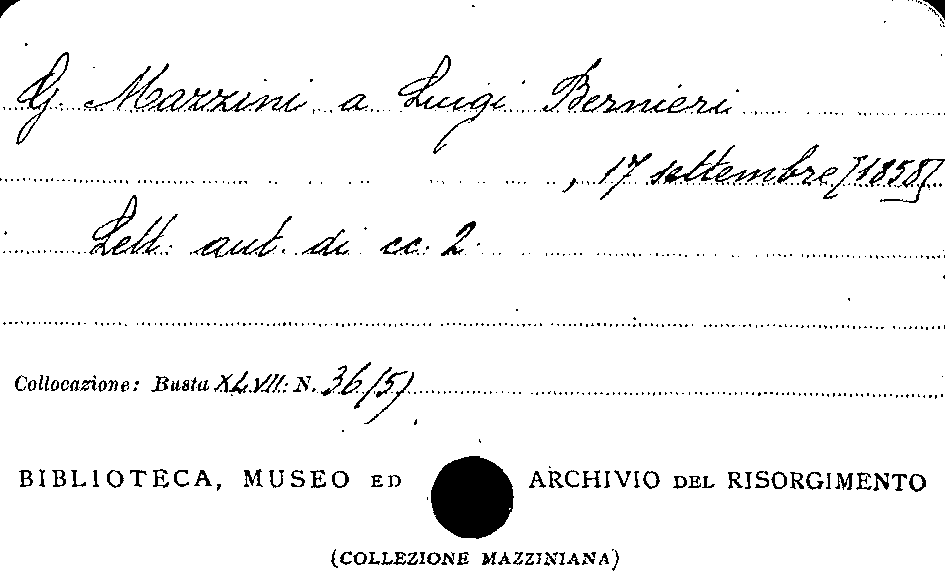 G. Mazzini a Luigi Bernieri
, 17 settembre [1858]
Lett. aut. di cc. 2.
Collocazione: Busta XLVII. N. 36(5)
BIBLIOTECA, MUSEO ED ARCHIVIO DEL RISORGIMENTO
(COLLEZIONE MAZZINIANA)